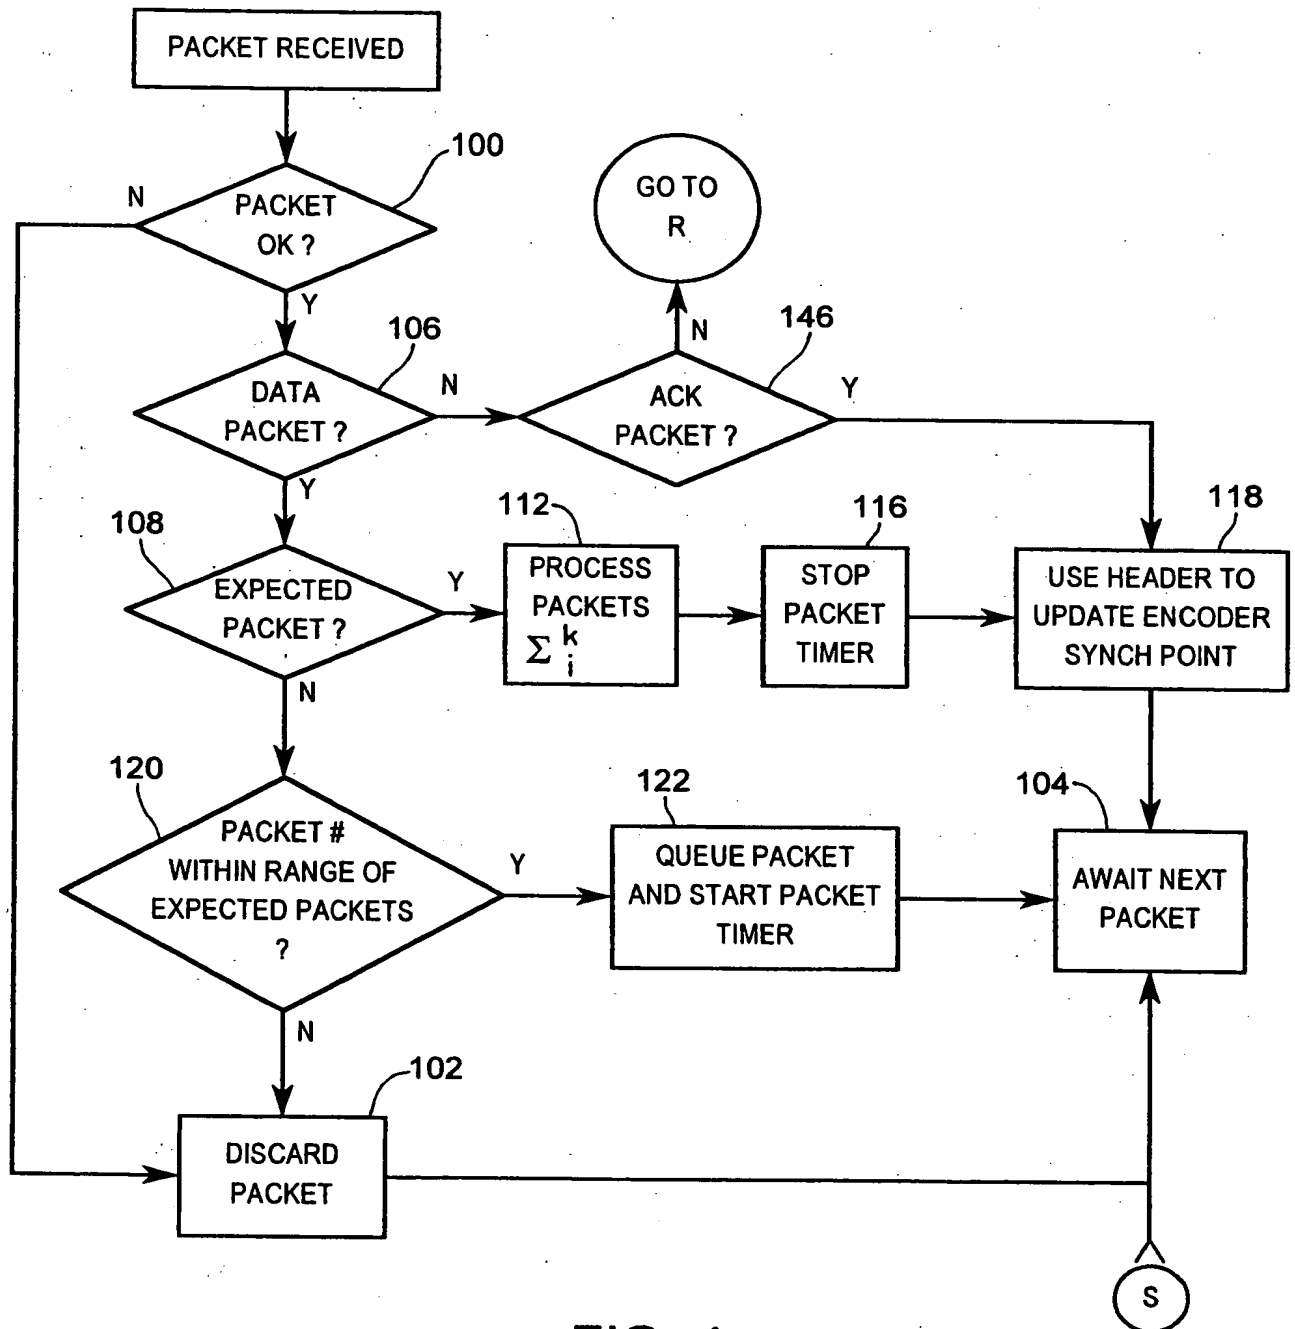 PACKET RECEIVED
100
N
PACKET
OK ?
GO TO
R
Y
106
N
146
DATA
PACKET ?
N
ACK
PACKET ?
Y
Y
108
112
116
118
EXPECTED
PACKET ?
Y
PROCESS
PACKETS
Σ k i
STOP
PACKET
TIMER
USE HEADER TO
UPDATE ENCODER
SYNCH POINT
N
120
122
104
PACKET #
WITHIN RANGE OF
EXPECTED PACKETS
?
Y
QUEUE PACKET
AND START PACKET
TIMER
AWAIT NEXT
PACKET
N
102
DISCARD
PACKET
S